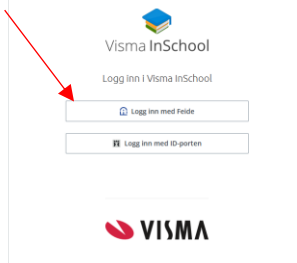 Visma InSchool
Logg inn i Visma InSchool
Logg inn med Feide
Logg inn med ID-porten
VISMA